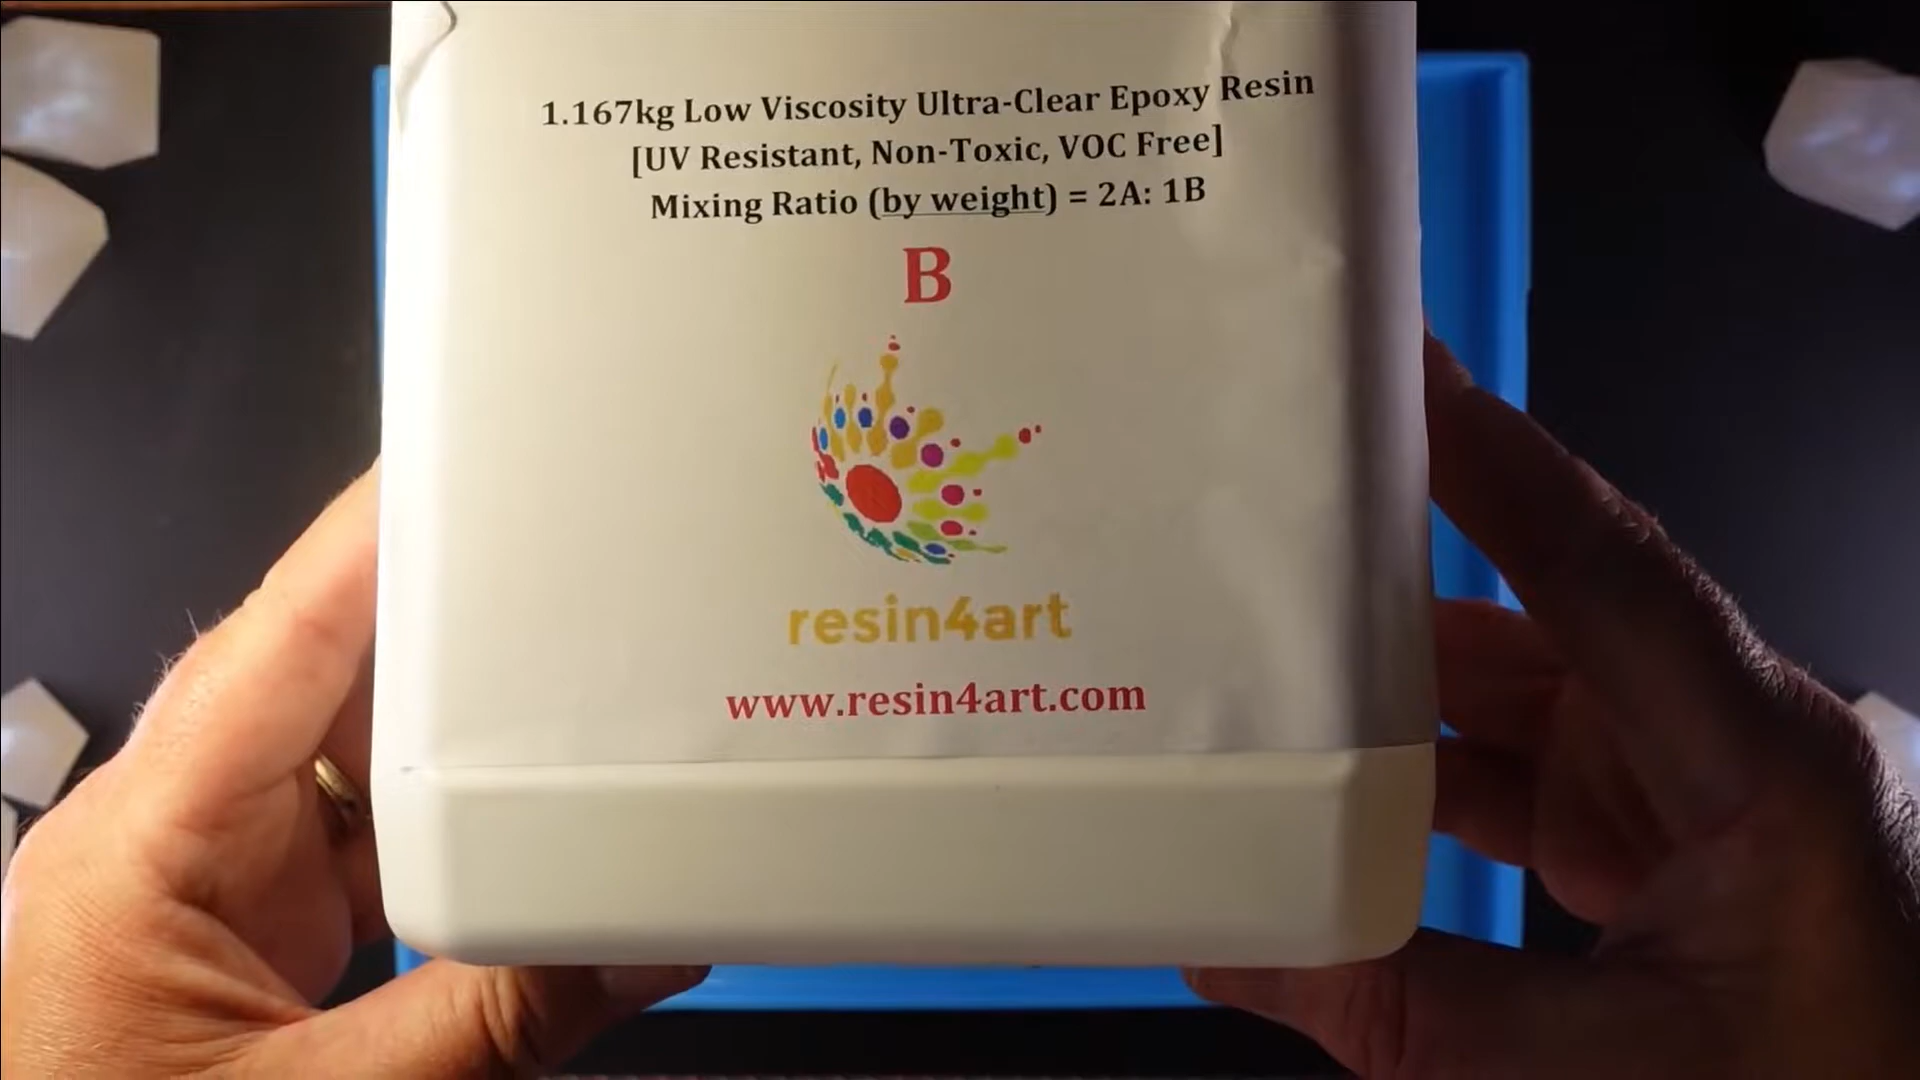 1.167kg Low Viscosity Ultra-Clear Epoxy Resin
[UV Resistant, Non-Toxic, VOC Free]
Mixing Ratio (by weight) = 2A: 1B
B
resin4art
www.resin4art.com